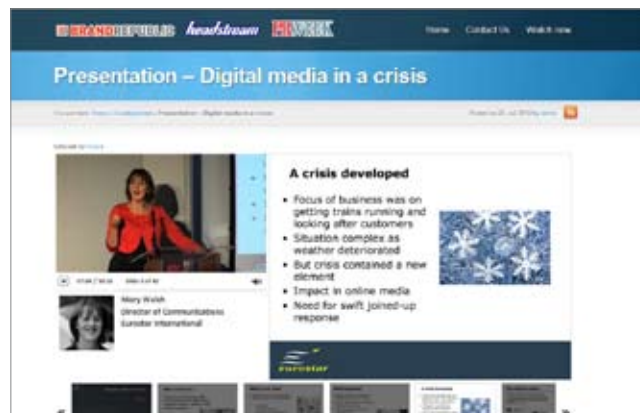 BRANDREPUBLIC headstream PRWEEK
Home Contact Us Watch now
Presentation – Digital media in a crisis
A crisis developed
• Focus of business was on
getting trains running and
looking after customers
• Situation complex as
weather deteriorated
• But crisis contained a new
element
• Impact in online media
• Need for swift joined-up
response
Mary Walsh
Director of Communications
Eurostar International
eurostar